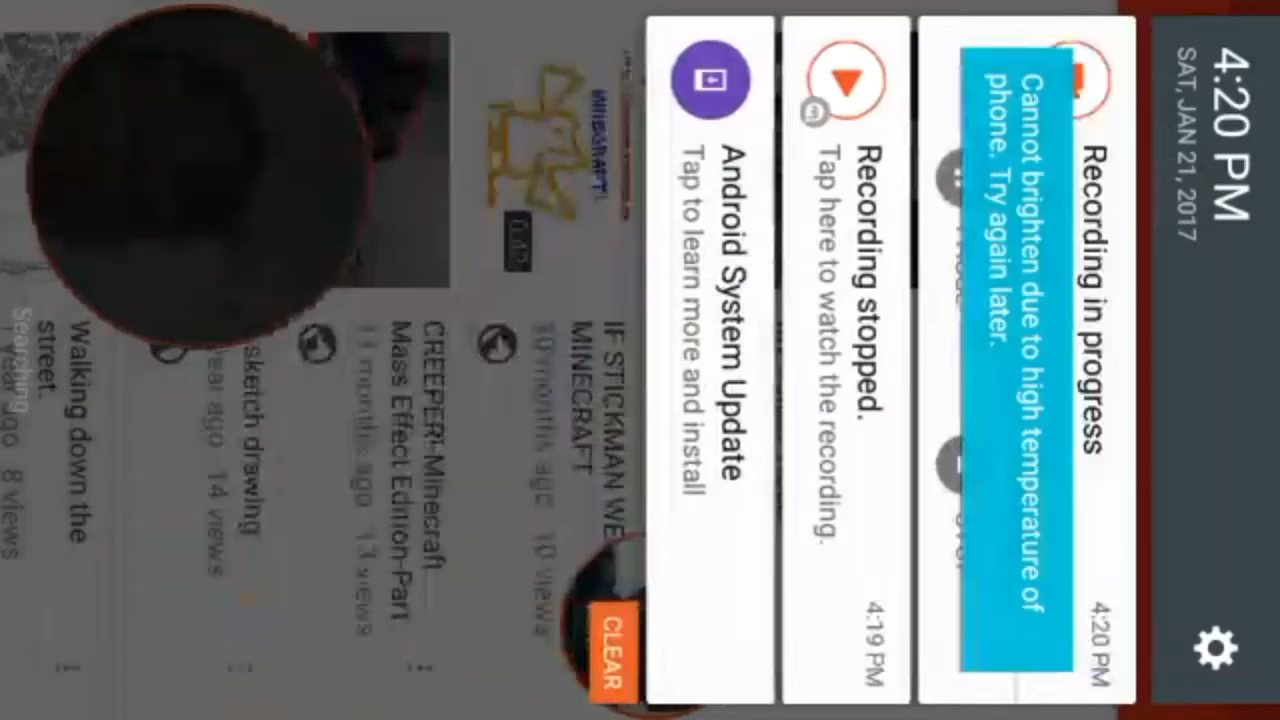 4:20 PM
SAT, JAN 21, 2017
Recording in progress
4:20 PM
Cannot brighten due to high temperature of
phone. Try again later.
Recording stopped.
4:19 PM
Tap here to watch the recording.
Android System Update
Tap to learn more and install
CLEAR
IF STICKMAN WE
MINECRAFT
10 months ago 10 views
0:42
CREEPER!-Minecraft
Mass Effect Edition-Part
11 months ago 13 views
sketch drawing
year ago 14 views
Walking down the
street.
1 year ago 8 views
Searching